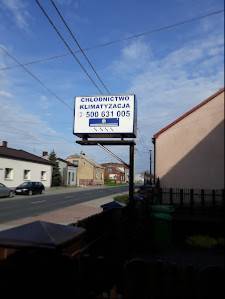 CHŁODNICTWO
KLIMATYZACJA
500 631 005